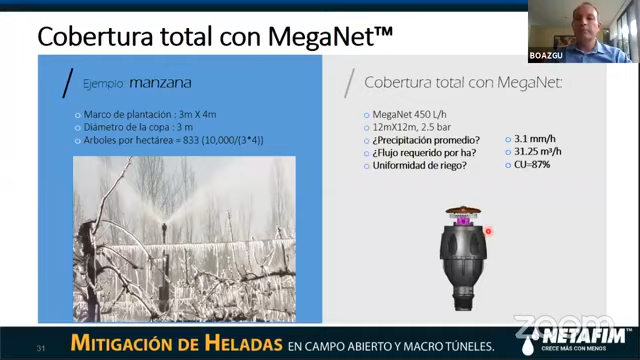 Cobertura total con MegaNet™
Ejemplo: manzana
Marco de plantación : 3m X 4m
Diámetro de la copa : 3 m
Árboles por hectárea = 833 (10,000/(3*4))
Cobertura total con MegaNet:
MegaNet 450 L/h
12mX12m, 2.5 bar
¿Precipitación promedio? 3.1 mm/h
¿Flujo requerido por ha? 31.25 m³/h
Uniformidad de riego? CU=87%
BOAZGU
zoom
31
MITIGACIÓN DE HELADAS EN CAMPO ABIERTO Y MACRO TÚNELES.
NETAFIM™
CRECE MÁS CON MENOS